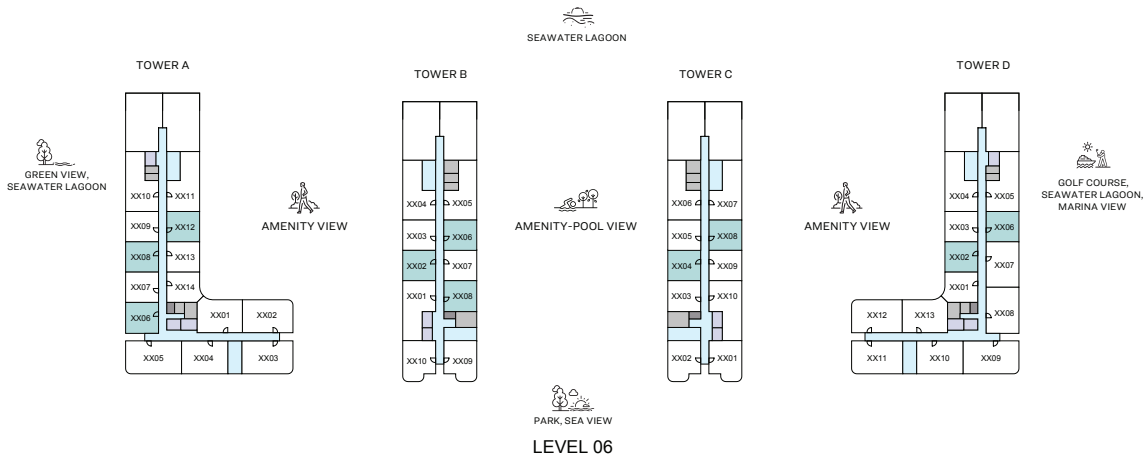 SEAWATER LAGOON
TOWER A
TOWER B
TOWER C
TOWER D
GREEN VIEW,
SEAWATER LAGOON
AMENITY VIEW
AMENITY-POOL VIEW
AMENITY VIEW
GOLF COURSE,
SEAWATER LAGOON,
MARINA VIEW
XX10 XX11
XX09 XX12
XX08 XX13
XX07 XX14
XX06 XX01 XX02
XX05 XX04 XX03
XX04 XX05
XX03 XX06
XX02 XX07
XX01 XX08
XX10 XX09
XX06 XX07
XX05 XX08
XX04 XX09
XX03 XX10
XX02 XX01
XX04 XX05
XX03 XX06
XX02 XX07
XX01 XX08
XX12 XX13
XX11 XX10 XX09
PARK, SEA VIEW
LEVEL 06